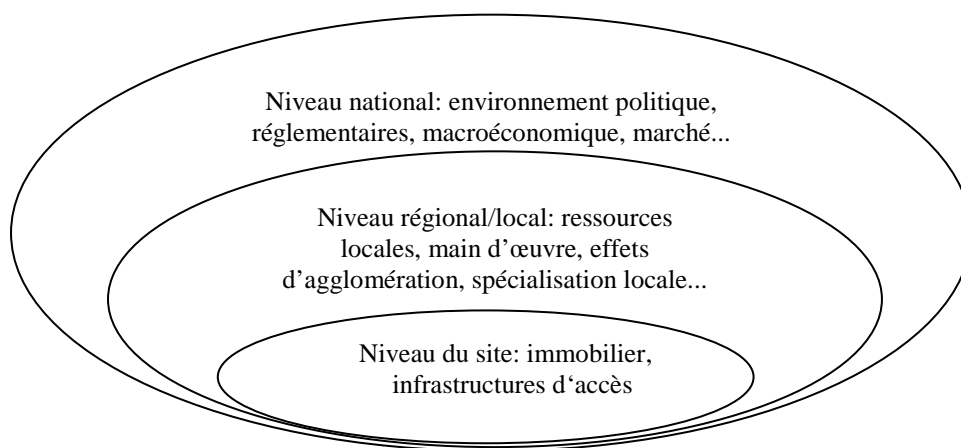 Niveau national: environnement politique,
réglementaires, macroéconomique, marché...
Niveau régional/local: ressources
locales, main d’œuvre, effets
d’agglomération, spécialisation locale...
Niveau du site: immobilier,
infrastructures d‘accès